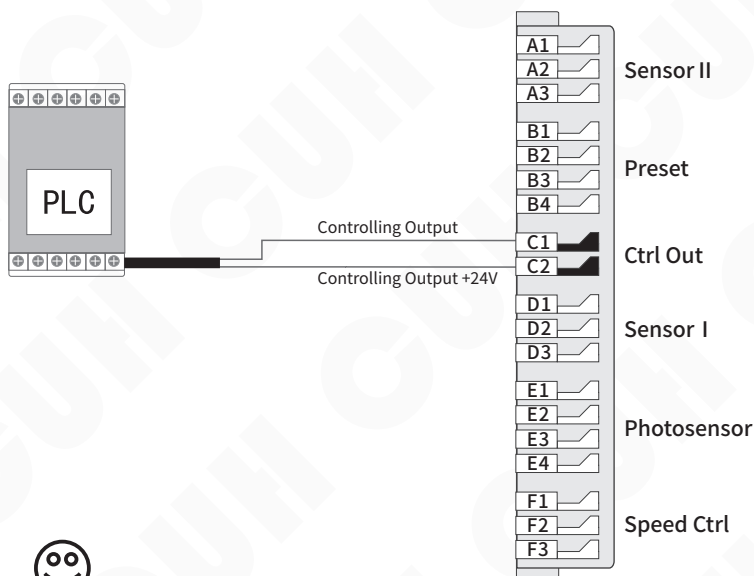 A1
A2
A3
Sensor II
B1
B2
B3
B4
Preset
PLC
Controlling Output
C1
C2
Ctrl Out
Controlling Output +24V
D1
D2
D3
Sensor I
E1
E2
E3
E4
Photosensor
F1
F2
F3
Speed Ctrl
CUH